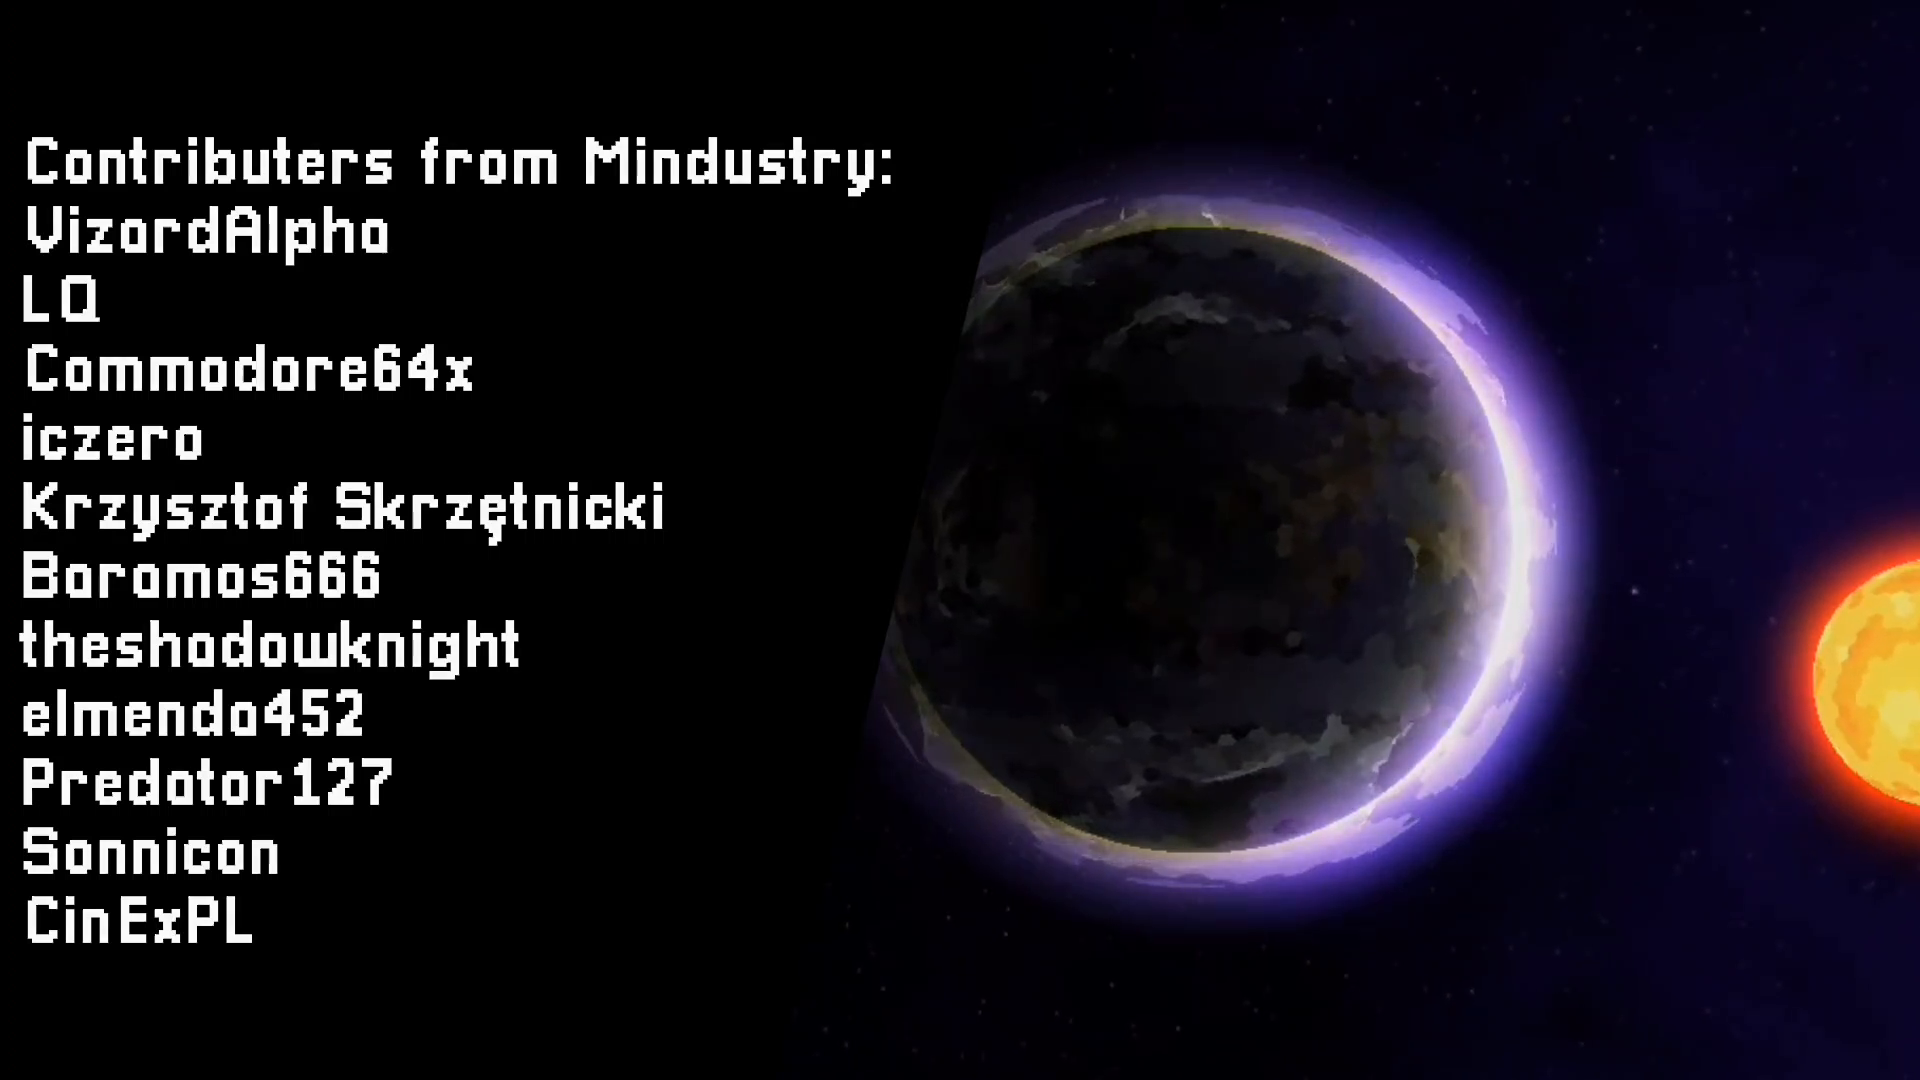 Contributers from Mindustry:
VizardAlpha
LQ
Commodore64x
iczero
Krzysztof Skrzętnicki
Baramos666
theshadowknight
elmenda452
Predator127
Sonnicon
CinExPL